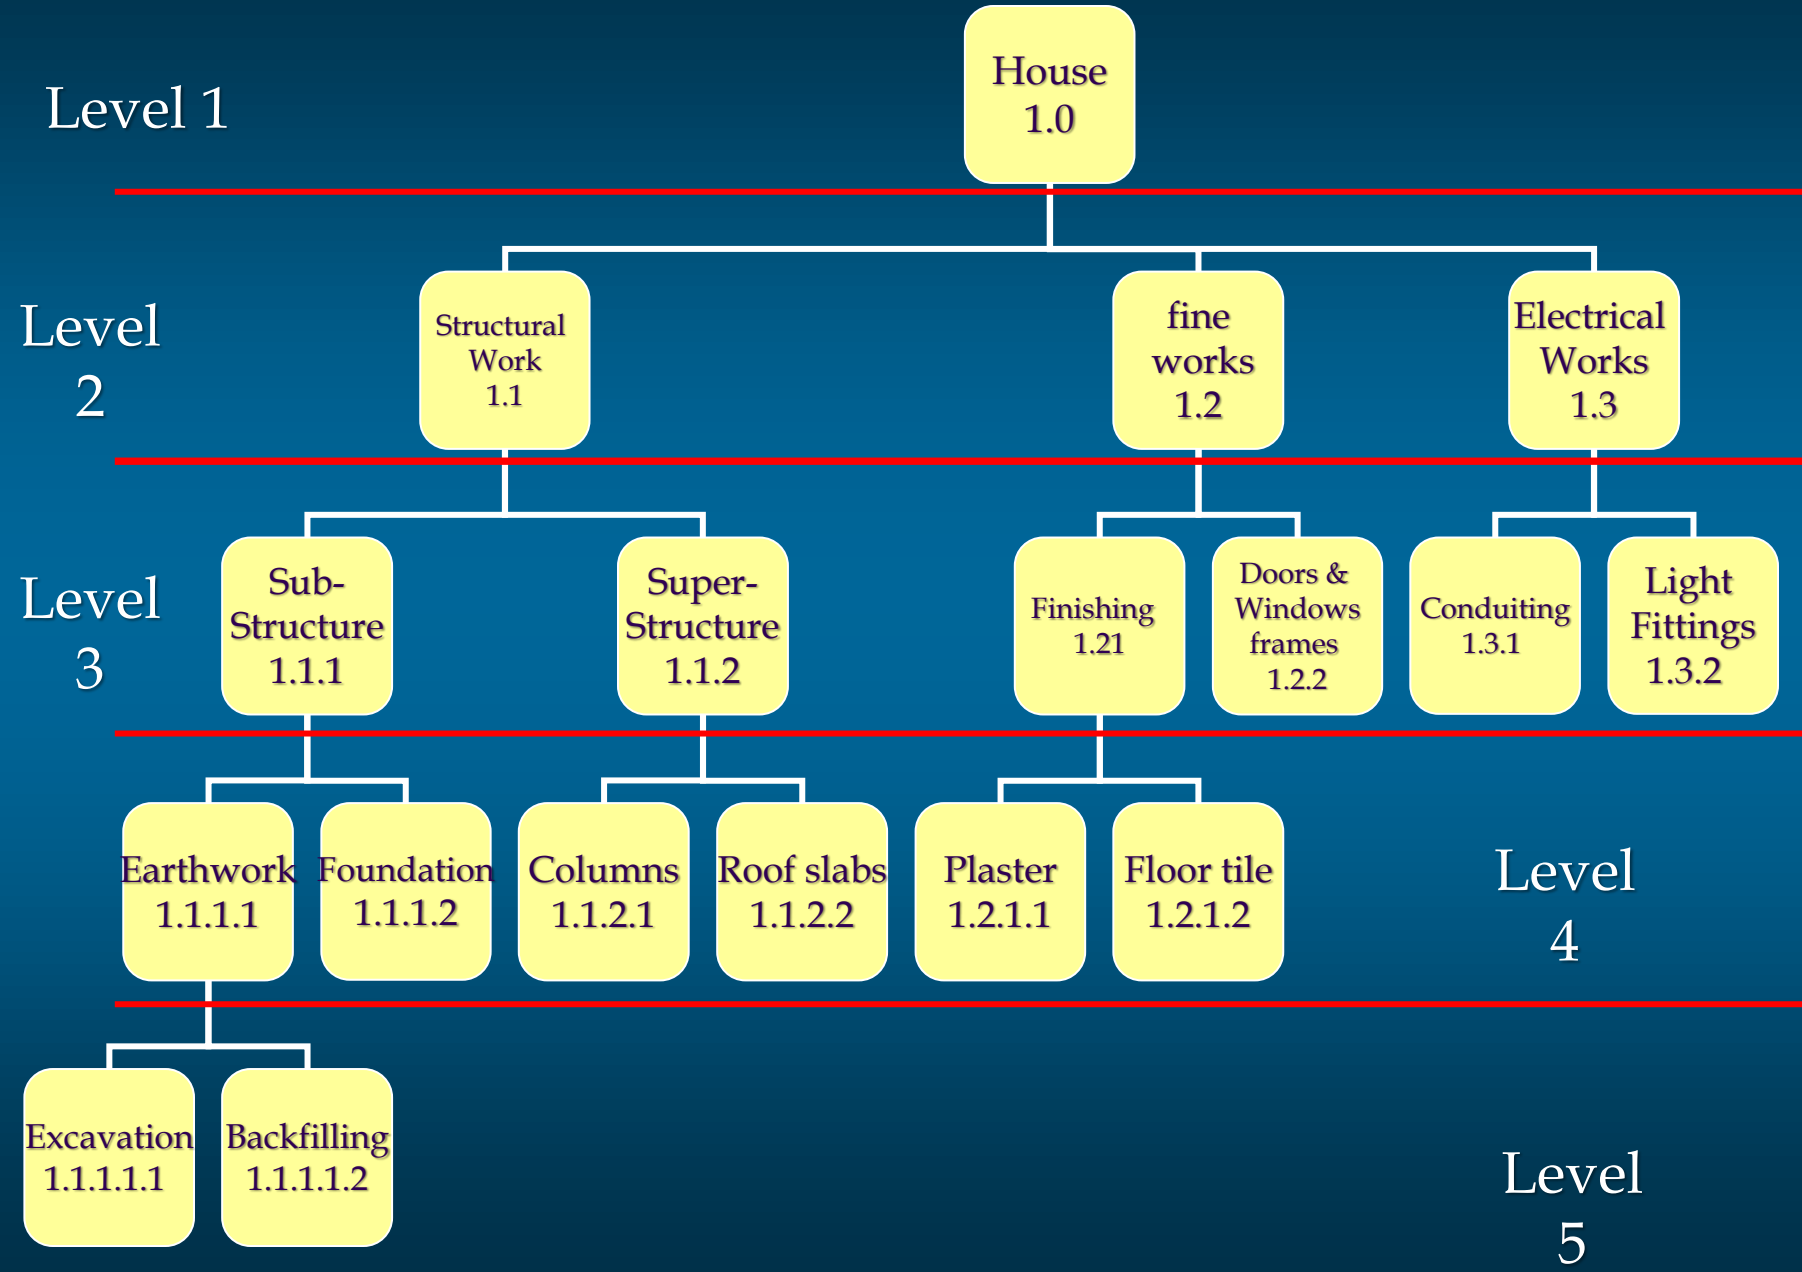 House
1.0
Level 1
Structural
Work
1.1
fine
works
1.2
Electrical
Works
1.3
Level
2
Sub-
Structure
1.1.1
Super-
Structure
1.1.2
Finishing
1.21
Doors &
Windows
frames
1.2.2
Conduiting
1.3.1
Light
Fittings
1.3.2
Level
3
Earthwork
1.1.1.1
Foundation
1.1.1.2
Columns
1.1.2.1
Roof slabs
1.1.2.2
Plaster
1.2.1.1
Floor tile
1.2.1.2
Level
4
Excavation
1.1.1.1.1
Backfilling
1.1.1.1.2
Level
5